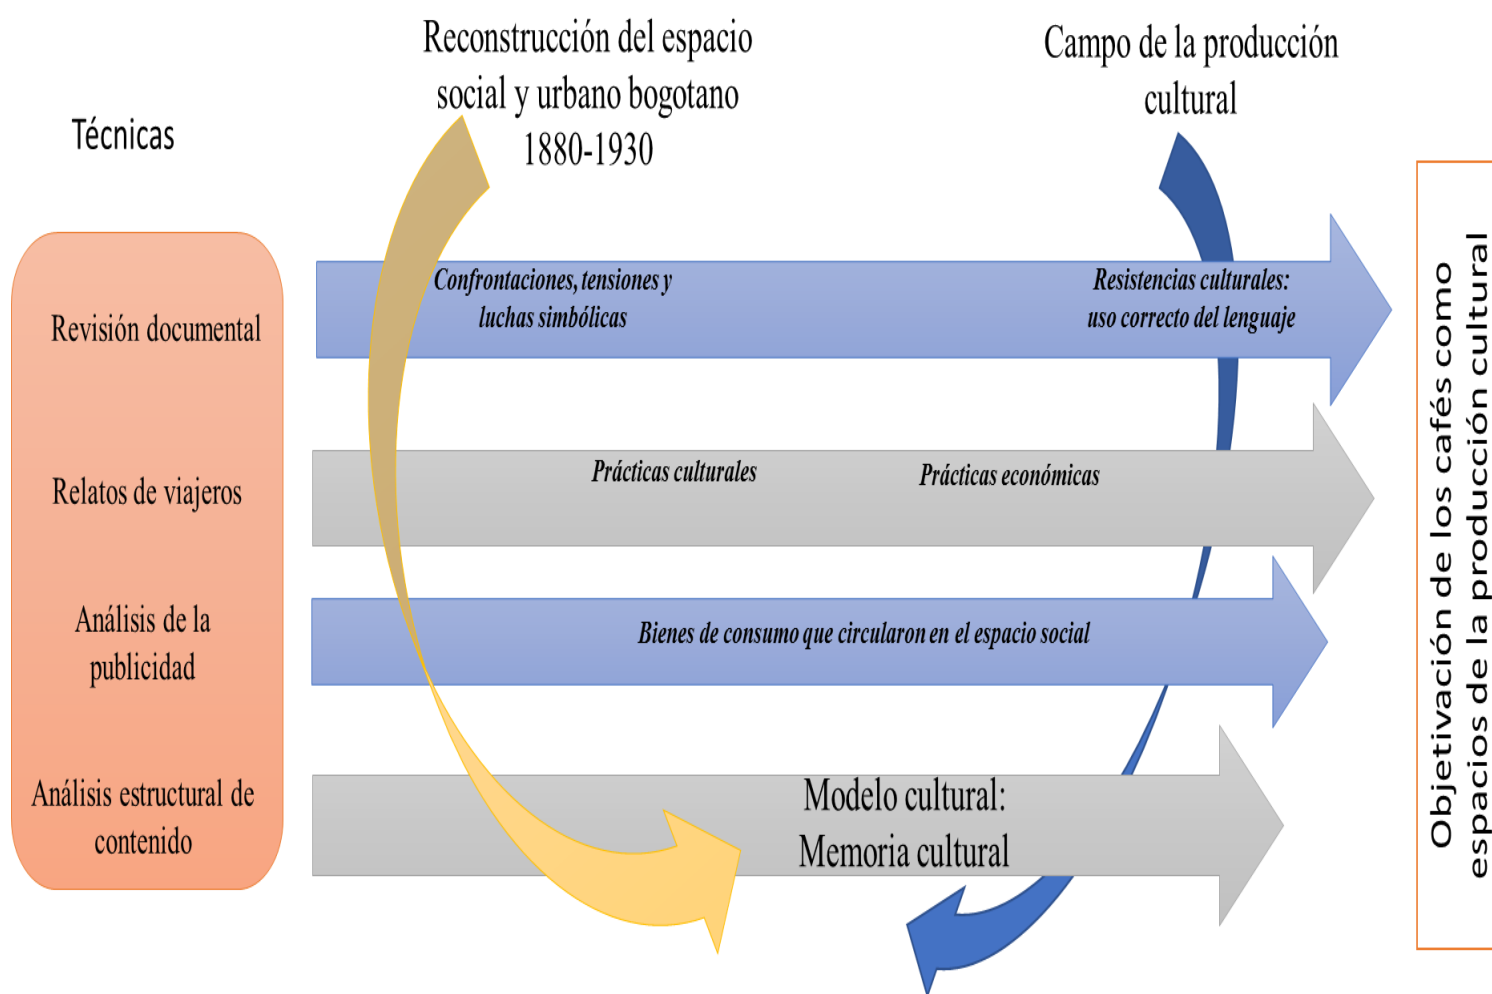 Reconstrucción del espacio
social y urbano bogotano
1880-1930
Campo de la producción
cultural
Técnicas
Revisión documental
Confrontaciones, tensiones y
luchas simbólicas
Resistencias culturales:
uso correcto del lenguaje
Relatos de viajeros
Prácticas culturales
Prácticas económicas
Análisis de la
publicidad
Bienes de consumo que circularon en el espacio social
Análisis estructural de
contenido
Modelo cultural:
Memoria cultural
Objetivación de los cafés como
espacios de la producción cultural